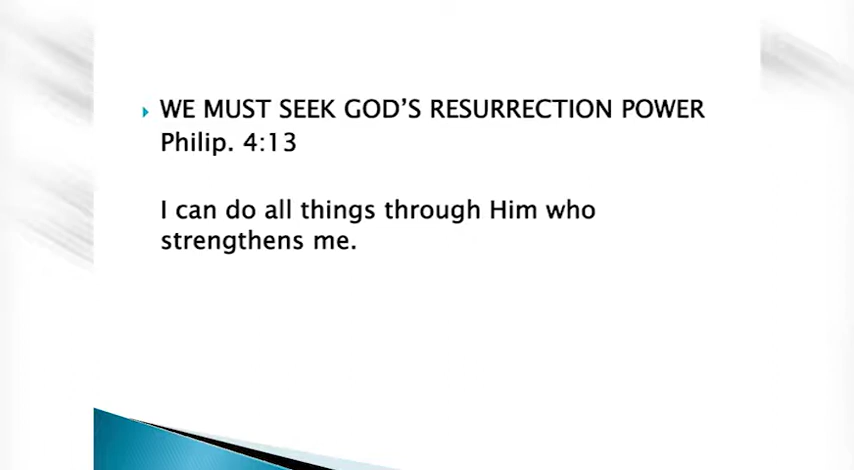 WE MUST SEEK GOD’S RESURRECTION POWER
Philip. 4:13
I can do all things through Him who
strengthens me.